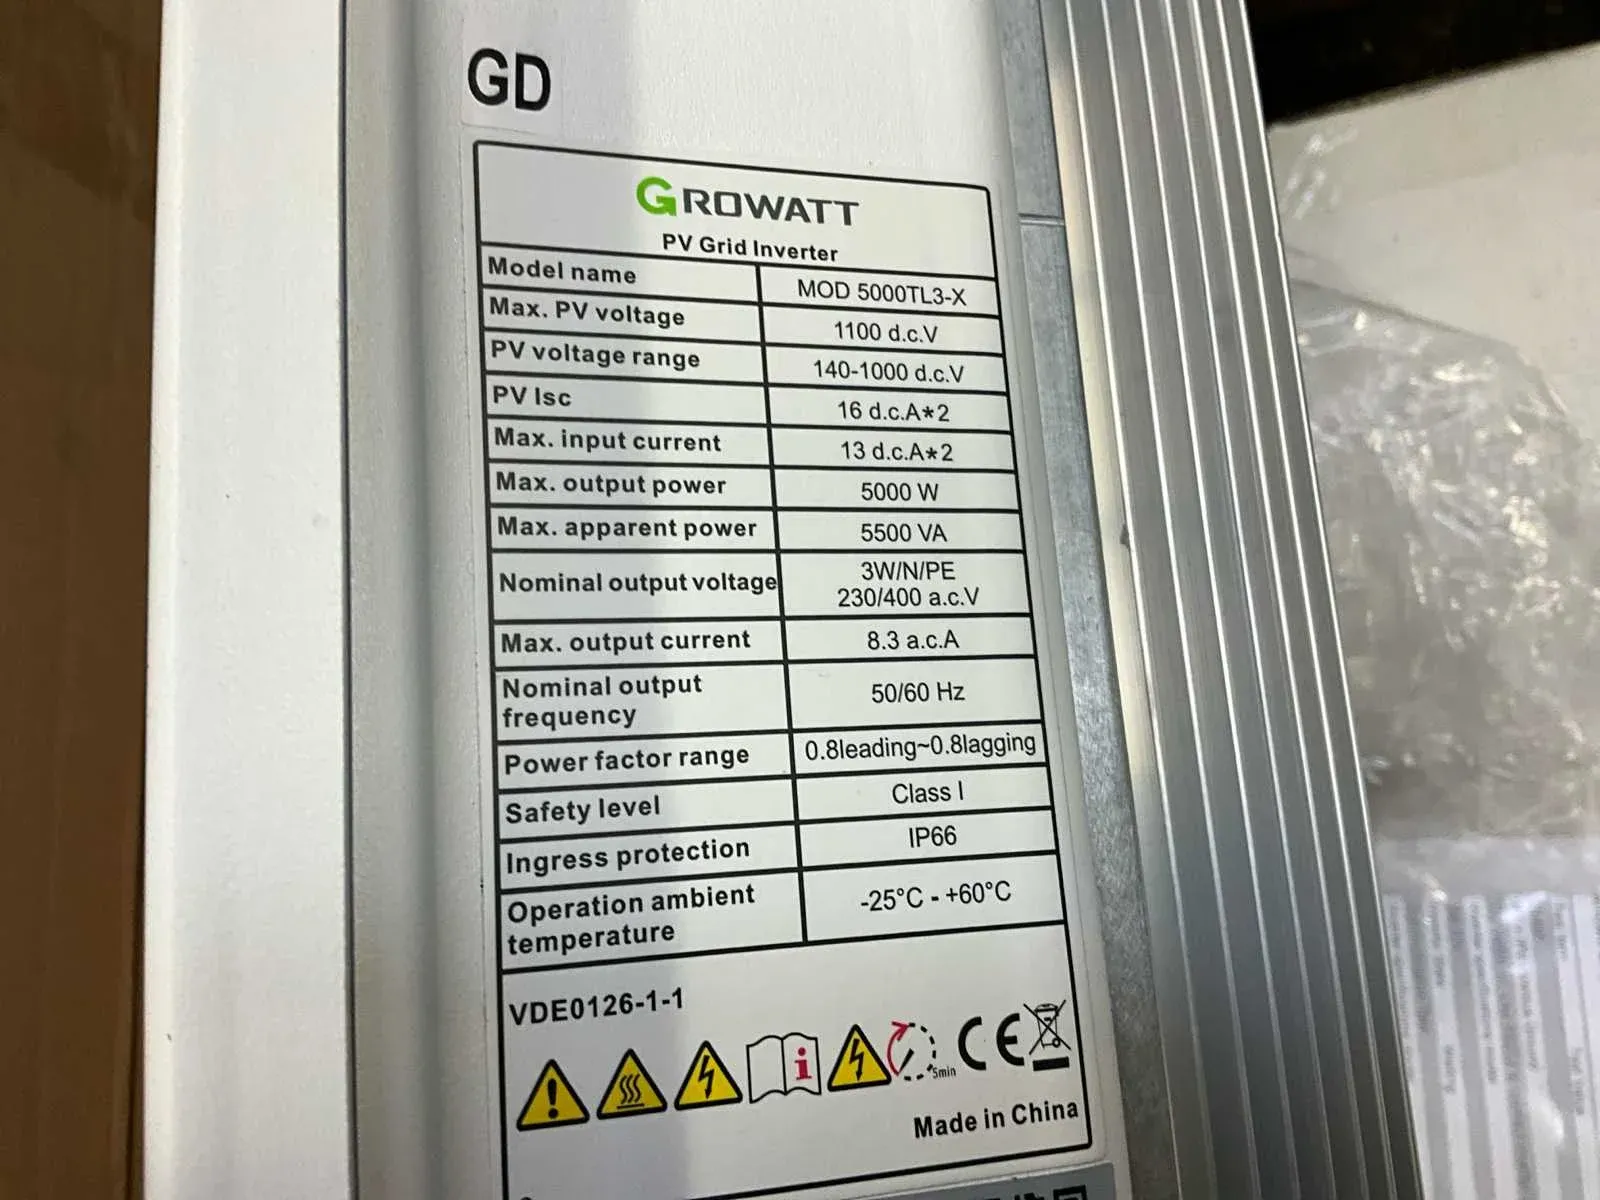 GD
GROWATT
PV Grid Inverter
Model name MOD 5000TL3-X
Max. PV voltage 1100 d.c.V
PV voltage range 140-1000 d.c.V
PV Isc 16 d.c.A*2
Max. input current 13 d.c.A*2
Max. output power 5000 W
Max. apparent power 5500 VA
Nominal output voltage 3W/N/PE
230/400 a.c.V
Max. output current 8.3 a.c.A
Nominal output
frequency 50/60 Hz
Power factor range 0.8leading~0.8lagging
Safety level Class I
Ingress protection IP66
Operation ambient
temperature -25°C - +60°C
VDE0126-1-1
i
5min
CE
Made in China